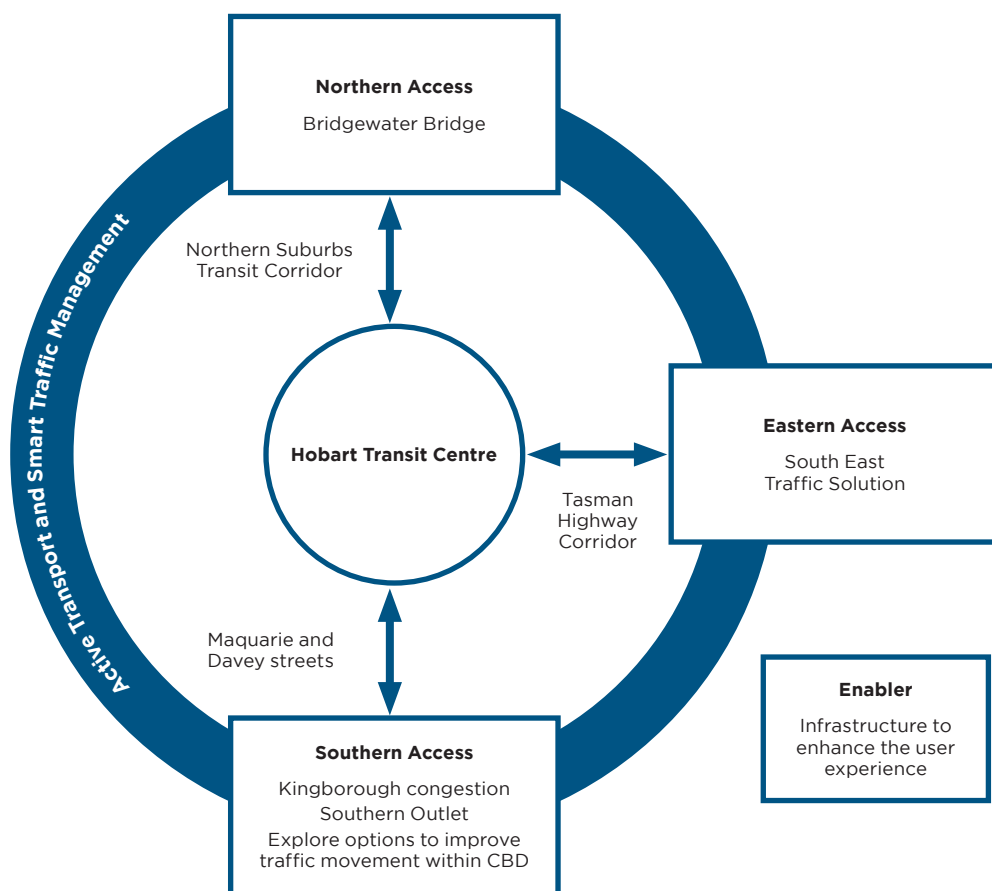 Northern Access
Bridgewater Bridge
Northern Suburbs
Transit Corridor
Active Transport and Smart Traffic Management
Hobart Transit Centre
Eastern Access
South East
Traffic Solution
Tasman
Highway
Corridor
Maquarie and
Davey streets
Southern Access
Kingborough congestion
Southern Outlet
Explore options to improve
traffic movement within CBD
Enabler
Infrastructure to
enhance the user
experience